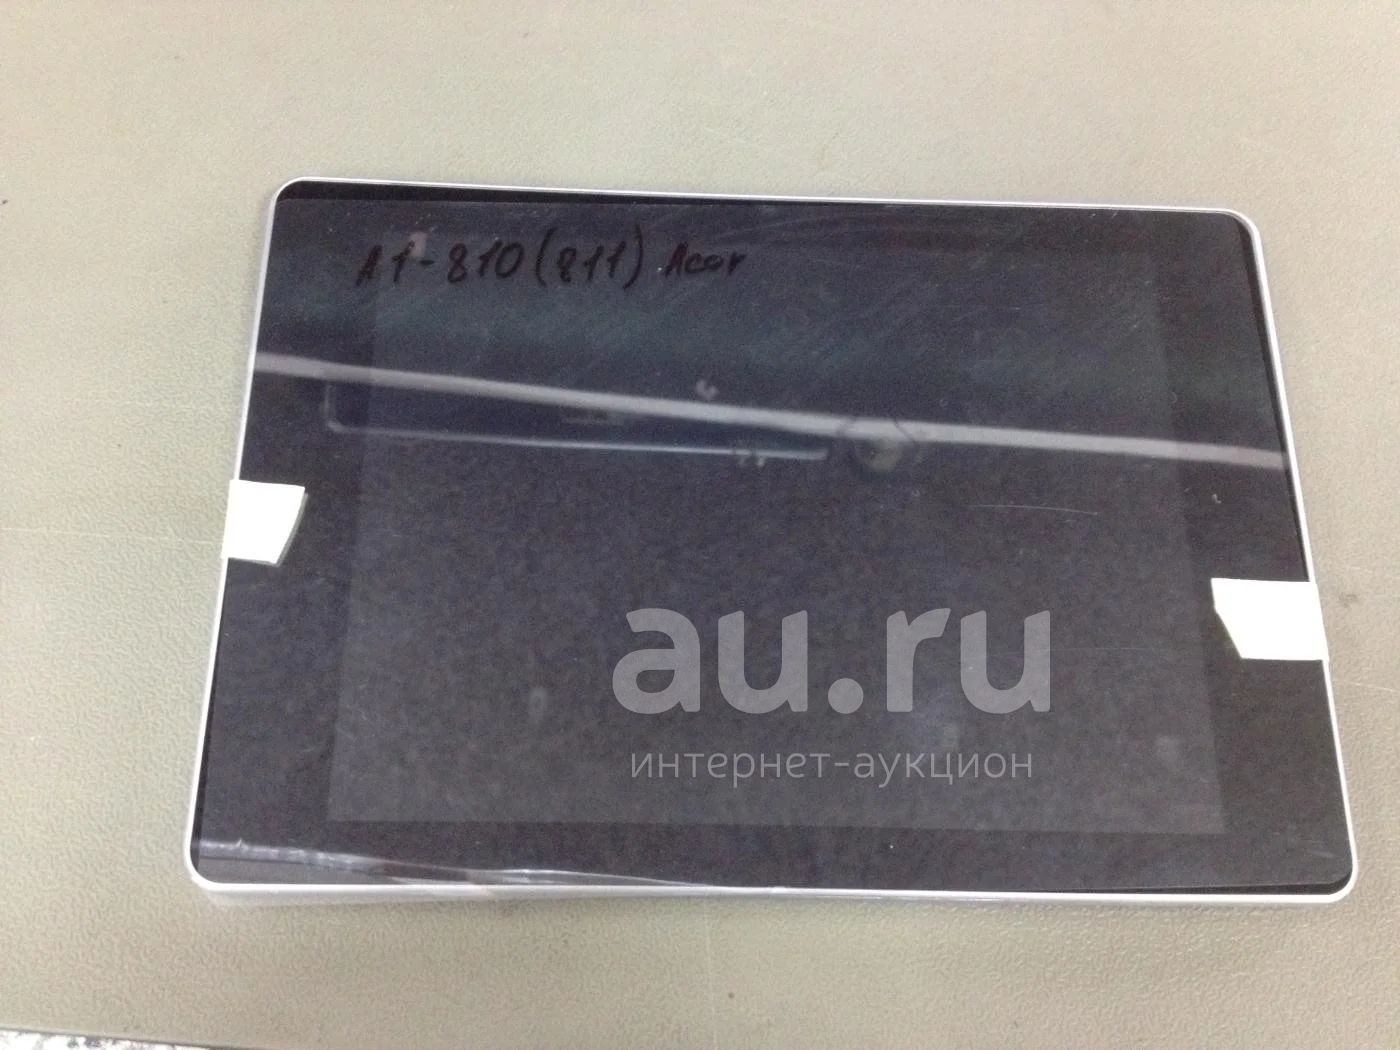 A1-810(811) Acer
au.ru
интернет-аукцион